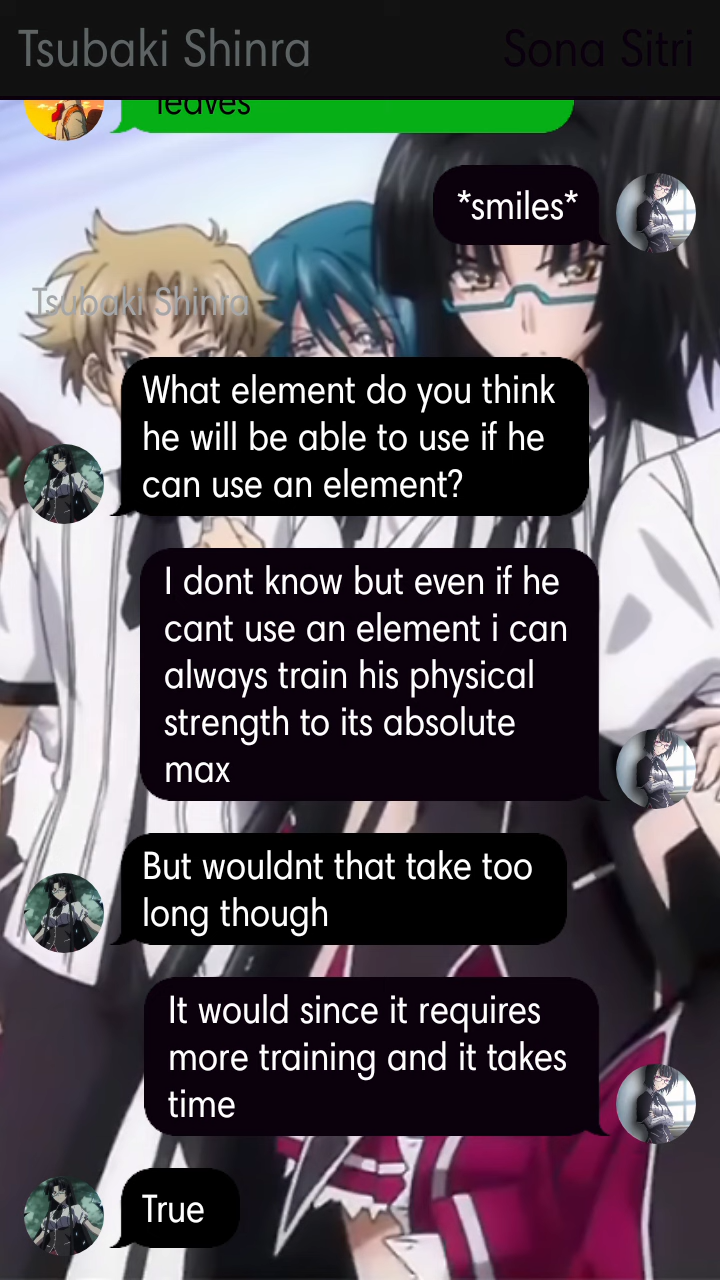 Tsubaki Shinra
Sona Sitri
leaves
*smiles*
Tsubaki Shinra
What element do you think
he will be able to use if he
can use an element?
I dont know but even if he
cant use an element i can
always train his physical
strength to its absolute
max
But wouldnt that take too
long though
It would since it requires
more training and it takes
time
True